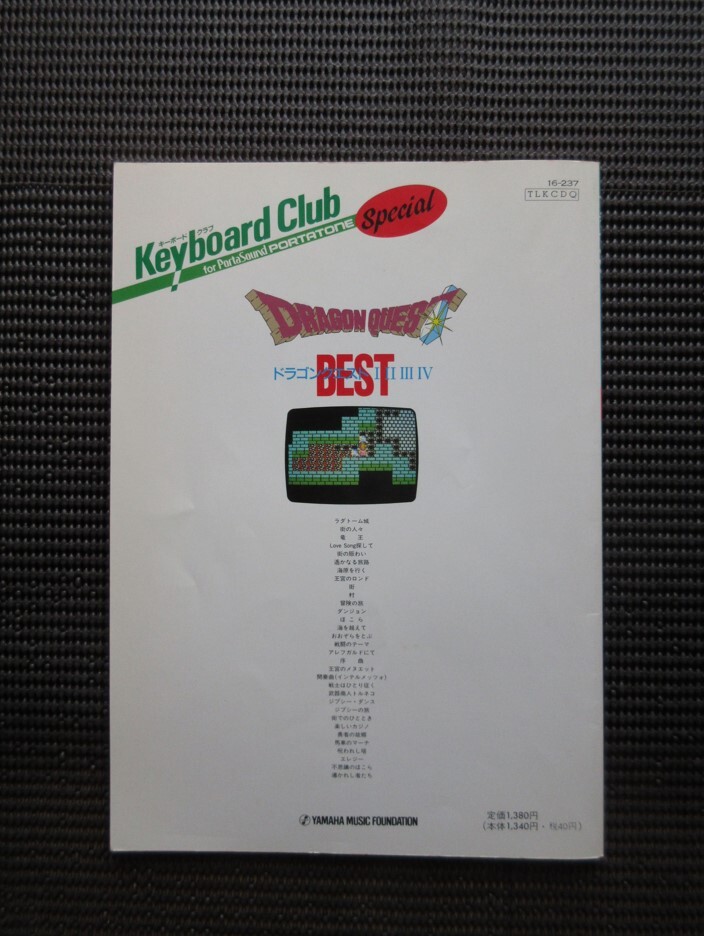 16-237
TLKCDQ
キーボード クラブ
Keyboard Club Special
for PortaSound PORTATONE
DRAGON QUEST
BEST
ドラゴンクエスト I II III IV
ラダトーム城
街の人々
竜 王
Love Song探して
街の賑わい
遥かなる旅路
海原を行く
王宮のロンド
街
村
冒険の旅
ダンジョン
ほこら
海を越えて
おおぞらをとぶ
戦闘のテーマ
アレフガルドにて
序 曲
王宮のメヌエット
間奏曲(インテルメッツォ)
戦士はひとり征く
武器商人トルネコ
ジプシー・ダンス
ジプシーの旅
街でのひととき
楽しいカジノ
勇者の故郷
馬車のマーチ
呪われし塔
エレジー
不思議のほこら
導かれし者たち
YAMAHA MUSIC FOUNDATION
定価1,380円
(本体1,340円・税40円)